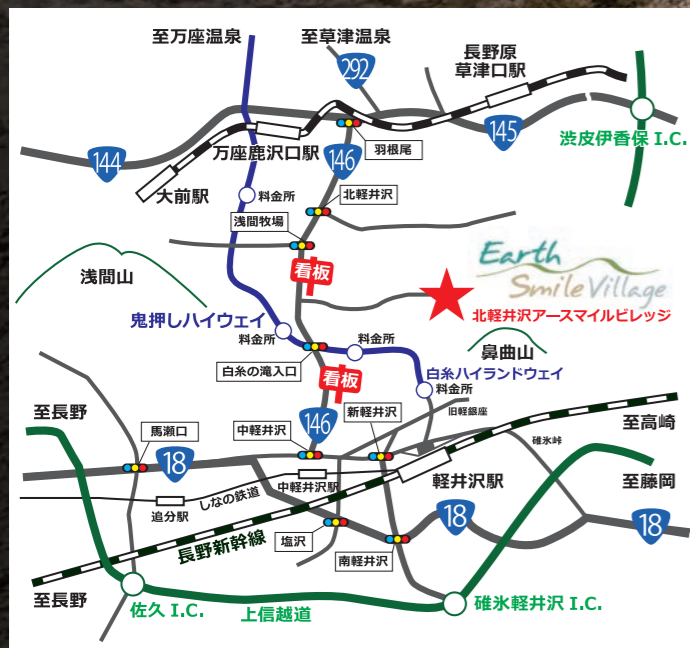 至万座温泉
至草津温泉
長野原
草津口駅
292
渋皮伊香保 I.C.
145
羽根尾
万座鹿沢口駅
146
144
大前駅
料金所
北軽井沢
浅間牧場
Earth
Smile Village
北軽井沢アースマイルビレッジ
看板
浅間山
鬼押しハイウェイ
料金所
料金所
鼻曲山
白糸の滝入口
看板
白糸ハイランドウェイ
料金所
至長野
旧軽銀座
至高崎
馬瀬口
中軽井沢
146
新軽井沢
碓氷峠
18
しなの鉄道
中軽井沢駅
軽井沢駅
至藤岡
追分駅
18
18
長野新幹線
塩沢
南軽井沢
至長野
佐久 I.C.
上信越道
碓氷軽井沢 I.C.